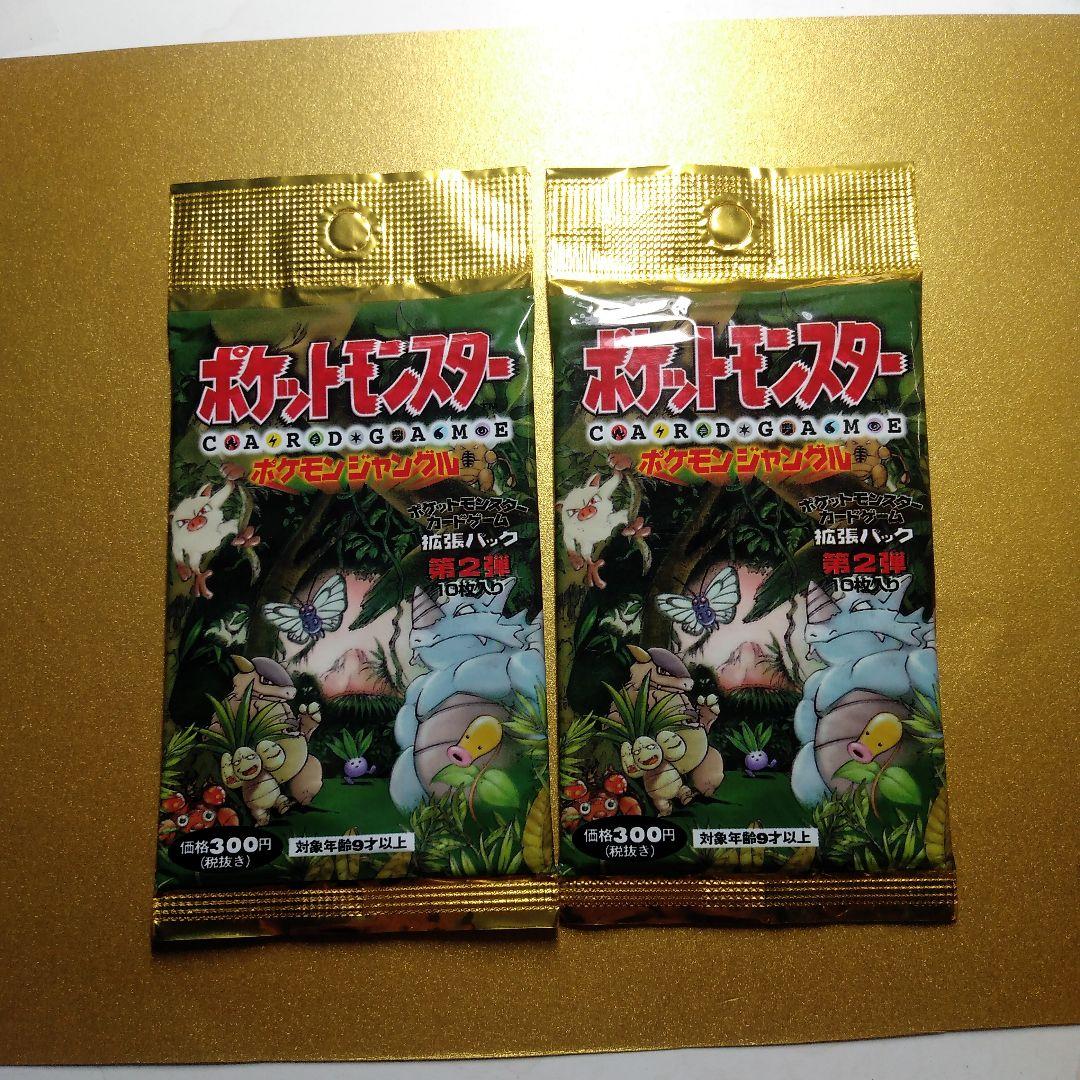 ポケットモンスター
CARDGAME
ポケモンジャングル
ポケットモンスター
カードゲーム
拡張パック
第2弾
10枚入り
価格300円
(税抜き)
対象年齢9才以上
ポケットモンスター
CARDGAME
ポケモンジャングル
ポケットモンスター
カードゲーム
拡張パック
第2弾
10枚入り
価格300円
(税抜き)
対象年齢9才以上